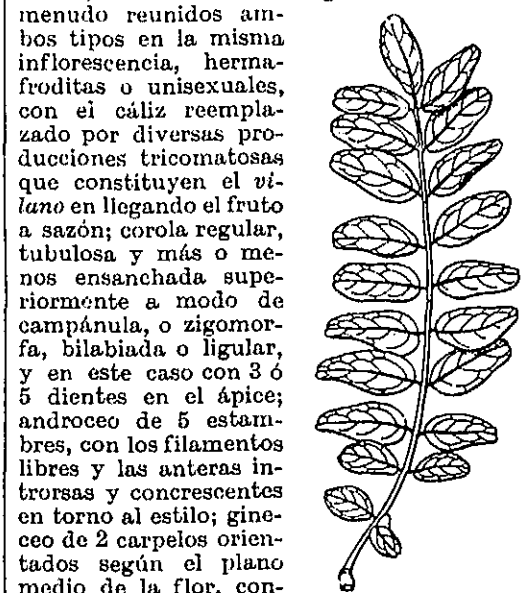 menudo reunidos am-
bos tipos en la misma
inflorescencia, herma-
froditas o unisexuales,
con el cáliz reempla-
zado por diversas pro-
ducciones tricomatosas
que constituyen el vi-
lano en llegando el fruto
a sazón; corola regular,
tubulosa y más o me-
nos ensanchada supe-
riormente a modo de
campánula, o zigomor-
fa, bilabiada o ligular,
y en este caso con 3 ó
5 dientes en el ápice;
androceo de 5 estam-
bres, con los filamentos
libres y las anteras in-
trorsas y concrescentes
en torno al estilo; gine-
ceo de 2 carpelos orien-
tados según el plano
medio de la flor, con-